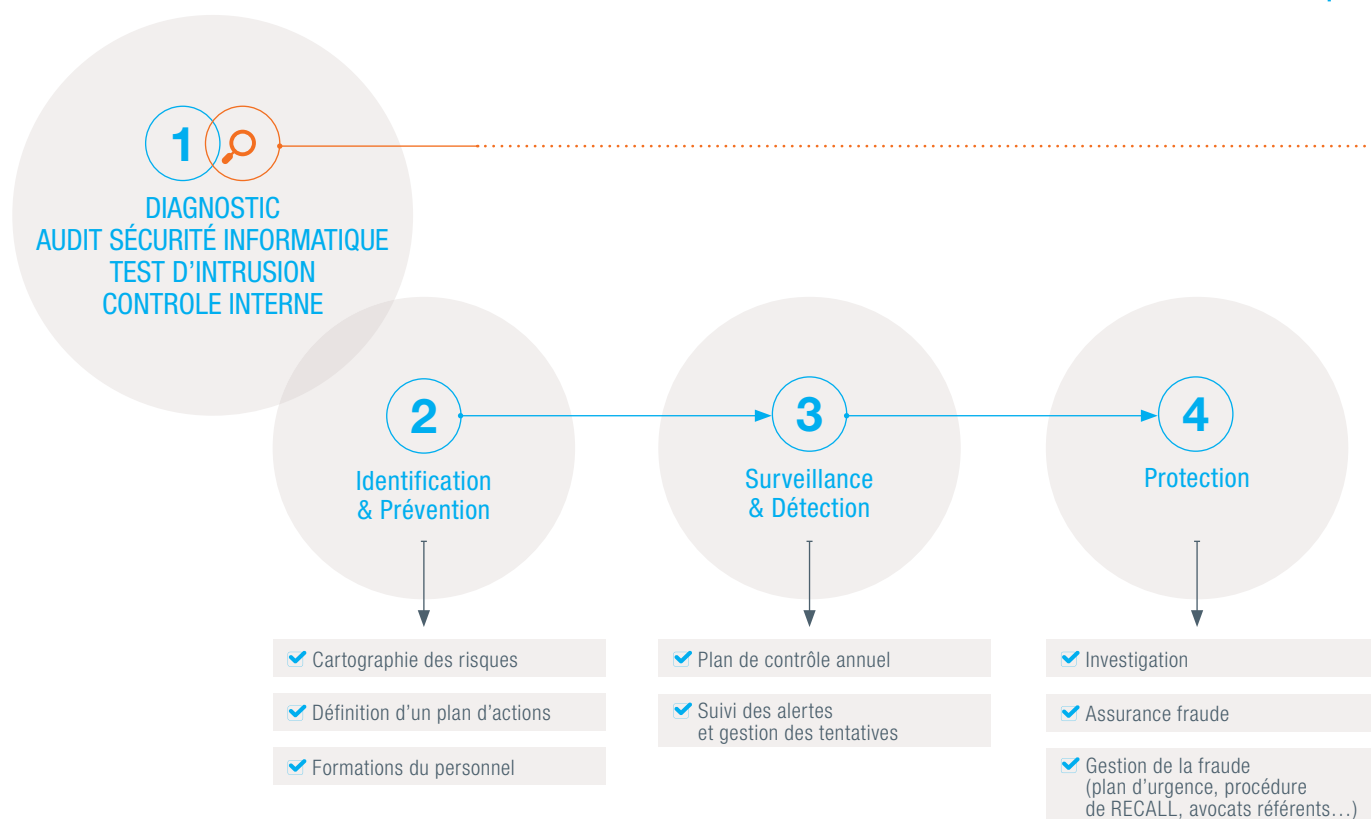 1
DIAGNOSTIC
AUDIT SÉCURITÉ INFORMATIQUE
TEST D'INTRUSION
CONTROLE INTERNE
2
Identification
& Prévention
3
Surveillance
& Détection
4
Protection
Cartographie des risques
Définition d'un plan d'actions
Formations du personnel
Plan de contrôle annuel
Suivi des alertes
et gestion des tentatives
Investigation
Assurance fraude
Gestion de la fraude
(plan d'urgence, procédure
de RECALL, avocats référents…)